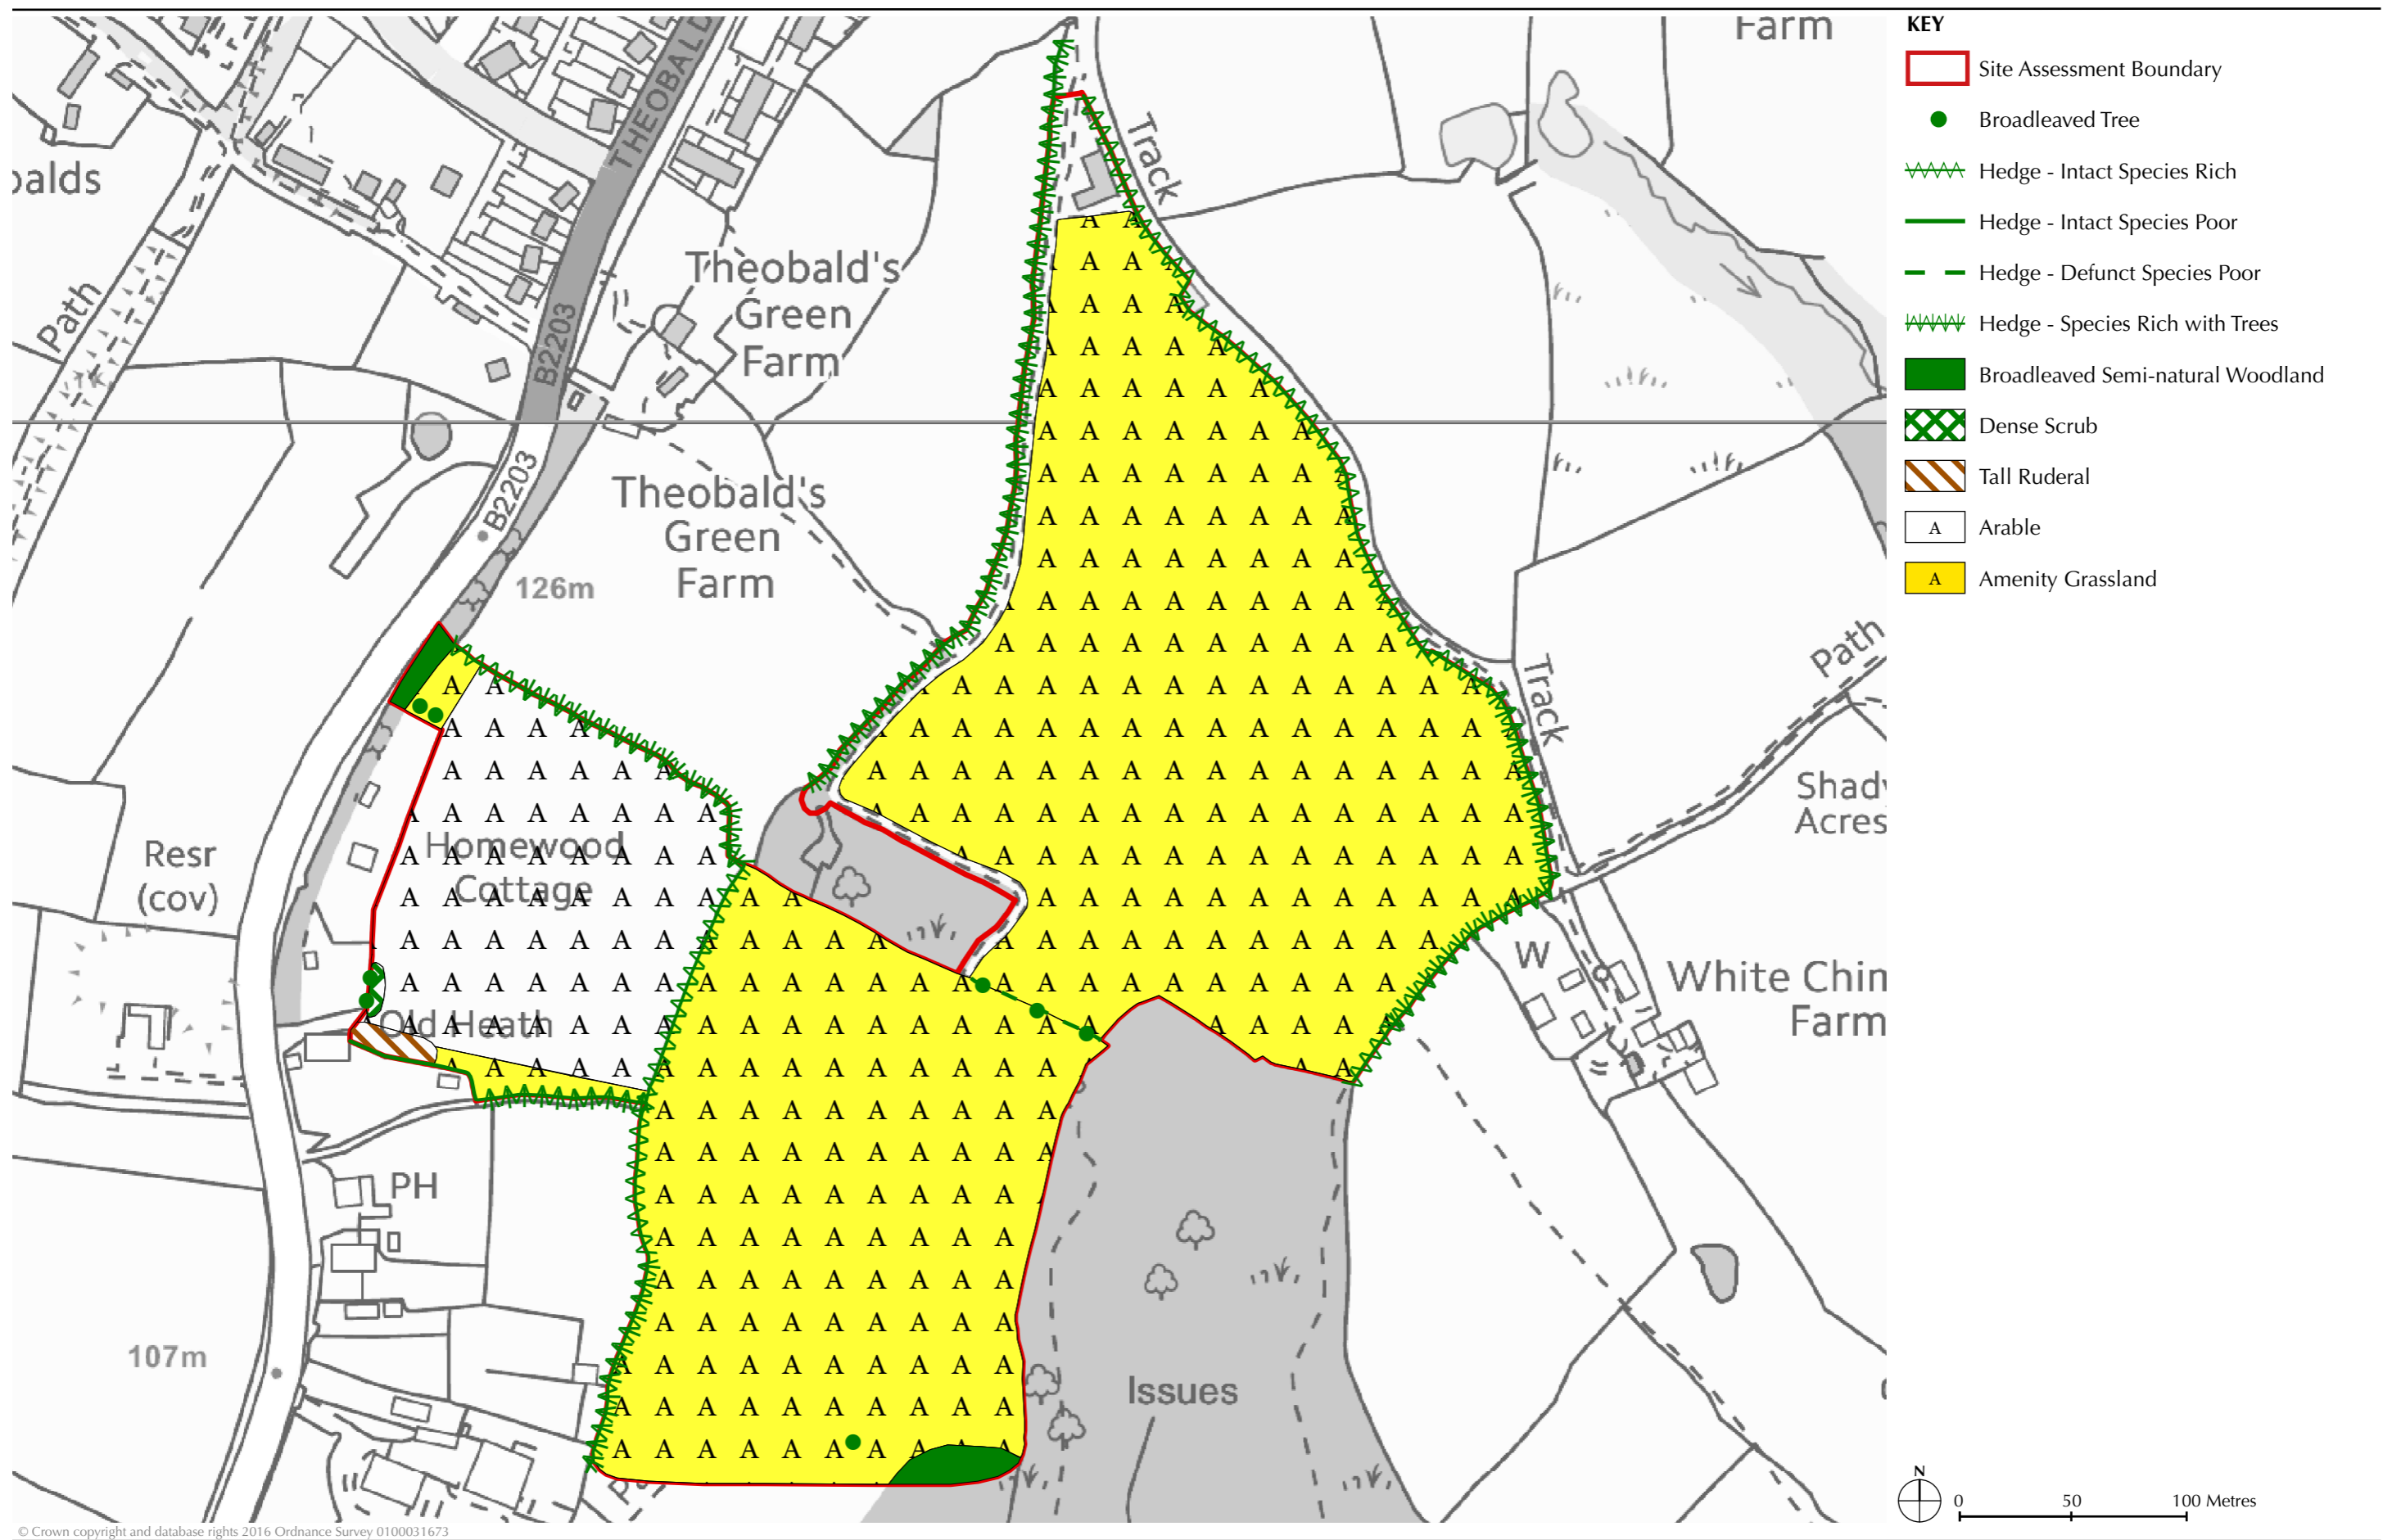 Farm
KEY
Site Assessment Boundary
Broadleaved Tree
Hedge - Intact Species Rich
Hedge - Intact Species Poor
Hedge - Defunct Species Poor
Hedge - Species Rich with Trees
Broadleaved Semi-natural Woodland
Dense Scrub
Tall Ruderal
A Arable
A Amenity Grassland
THEOBALD
Track
balds
Path
Theobald's
Green
Farm
B2203
Theobald's
Green
Farm
B2203
126m
Track
Path
Shady
Acres
Homewood
Cottage
Resr
(cov)
W
White Chim
Farm
Old Heath
PH
107m
Issues
N
0 50 100 Metres
© Crown copyright and database rights 2016 Ordnance Survey 0100031673